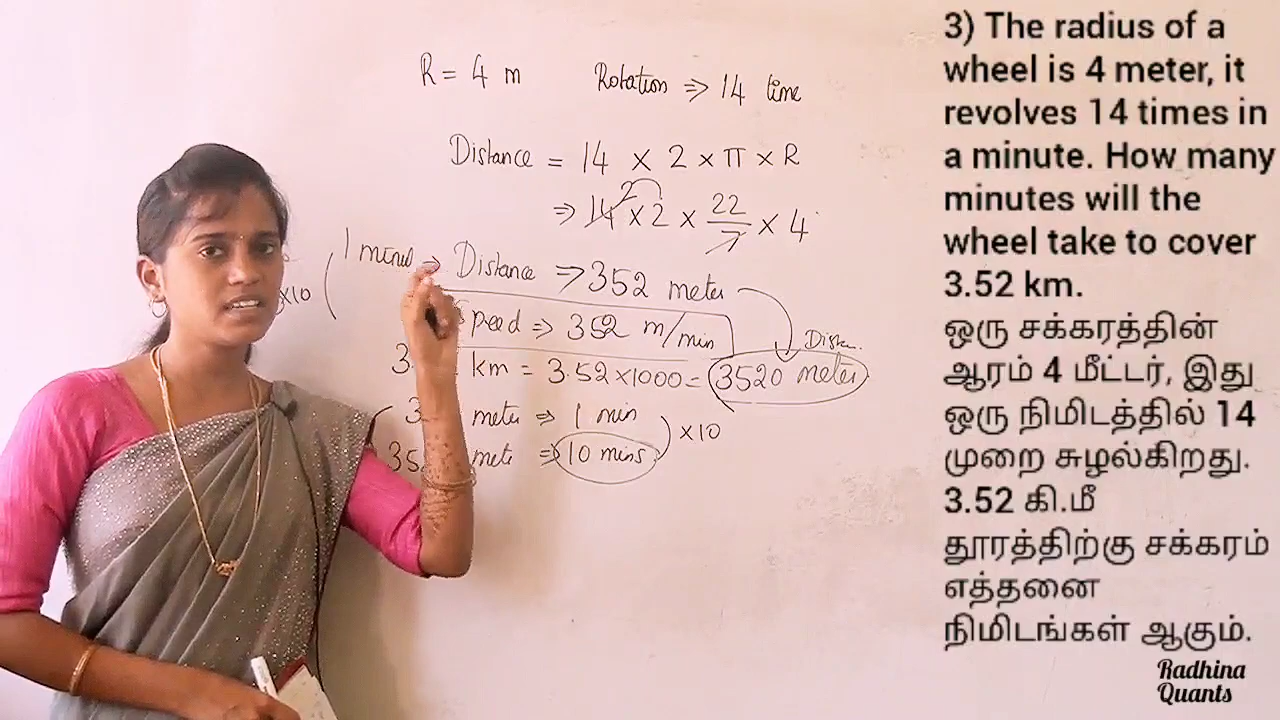 R = 4 m Rotation ⇒ 14 time
Distance = 14 × 2 × π × R
⇒ 14 2 × 2 × 22/7 × 4
1 minut ⇒ Distance ⇒ 352 meter
×10
Speed ⇒ 352 m/min
km = 3.52 × 1000 = 3520 meter
meter ⇒ 1 min
×10
mete ⇒ 10 mins
3) The radius of a
wheel is 4 meter, it
revolves 14 times in
a minute. How many
minutes will the
wheel take to cover
3.52 km.
ஒரு சக்கரத்தின்
ஆரம் 4 மீட்டர், இது
ஒரு நிமிடத்தில் 14
முறை சுழல்கிறது.
3.52 கி.மீ
தூரத்திற்கு சக்கரம்
எத்தனை
நிமிடங்கள் ஆகும்.
Radhina
Quants